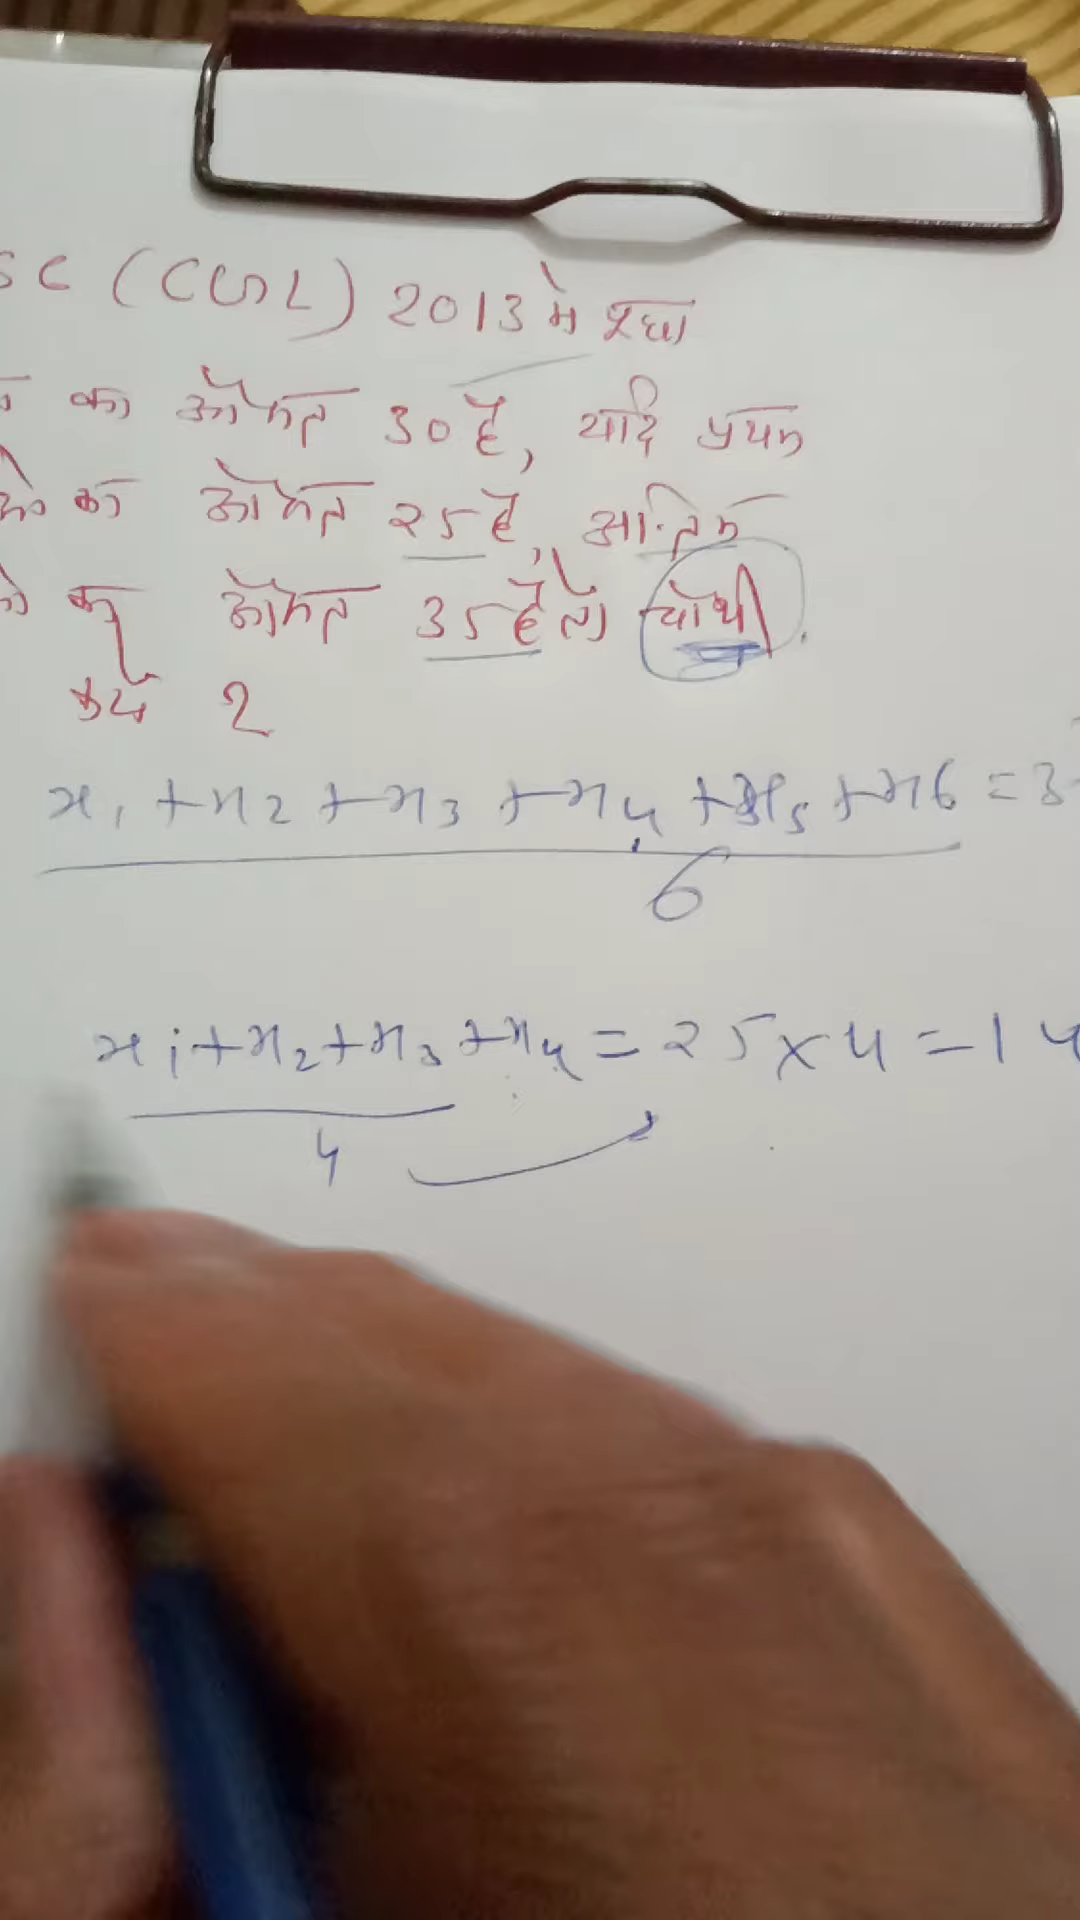 SC (CGL) 2013 में
का औसत 30 है, यदि प्रथम
का औसत 25 है, अन्तिम
का औसत 35 है तो चौथी
x₁ + x₂ + x₃ + x₄ + x₅ + x6 = 3
6
x₁ + x₂ + x₃ + x₄ = 25 × 4 = 1
4